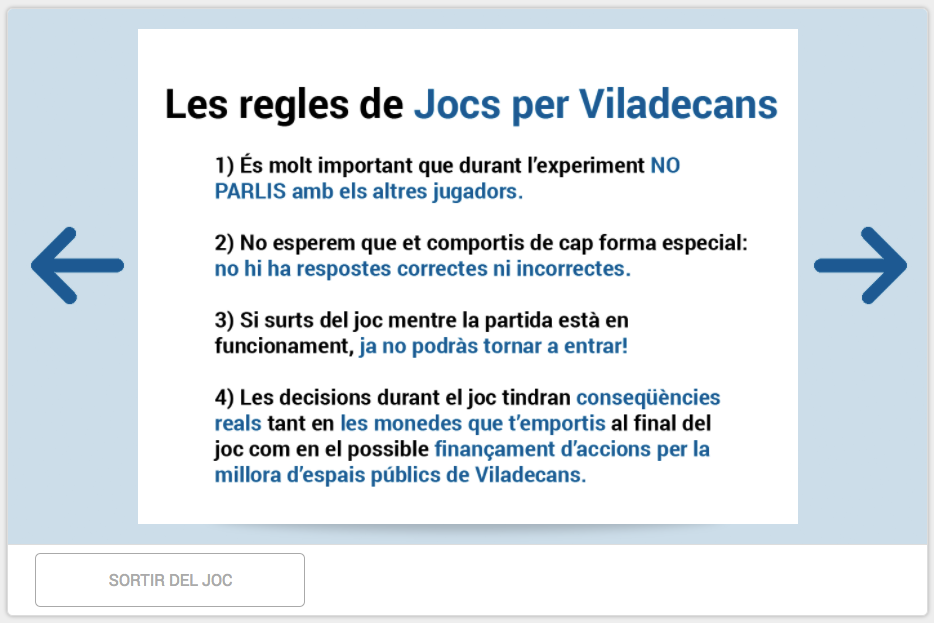 Les regles de Jocs per Viladecans
1) És molt important que durant l’experiment NO
PARLIS amb els altres jugadors.
2) No esperem que et comportis de cap forma especial:
no hi ha respostes correctes ni incorrectes.
3) Si surts del joc mentre la partida està en
funcionament, ja no podràs tornar a entrar!
4) Les decisions durant el joc tindran conseqüències
reals tant en les monedes que t’emportis al final del
joc com en el possible finançament d’accions per la
millora d’espais públics de Viladecans.
SORTIR DEL JOC